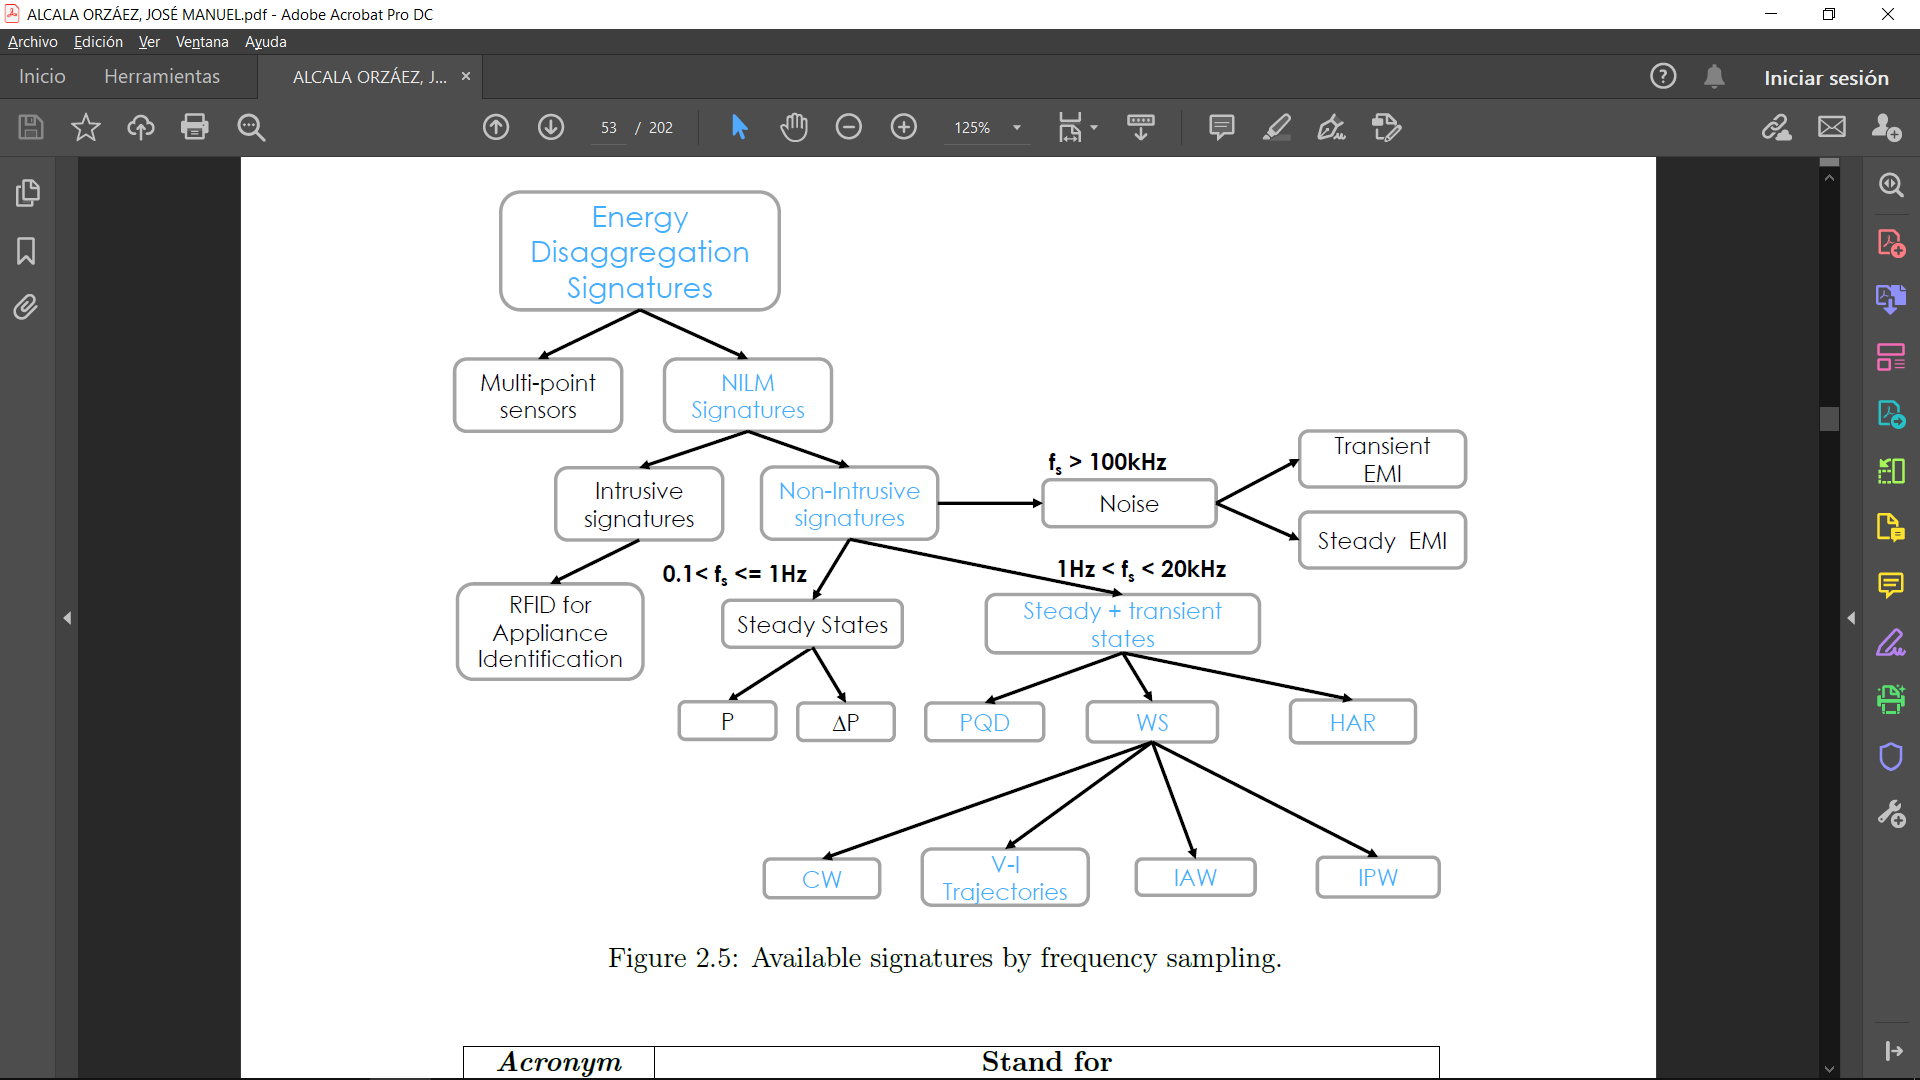 ALCALA ORZÁEZ, JOSÉ MANUEL.pdf - Adobe Acrobat Pro DC
Archivo Edición Ver Ventana Ayuda
Inicio Herramientas ALCALA ORZÁEZ, J... ×
Iniciar sesión
53 / 202
125%
Energy
Disaggregation
Signatures
Multi-point
sensors
NILM
Signatures
Intrusive
signatures
Non-Intrusive
signatures
fs > 100kHz
Noise
Transient
EMI
Steady EMI
RFID for
Appliance
Identification
0.1< fs <= 1Hz
Steady States
1Hz < fs < 20kHz
Steady + transient
states
P
ΔP
PQD
WS
HAR
CW
V-I
Trajectories
IAW
IPW
Figure 2.5: Available signatures by frequency sampling.
Acronym Stand for